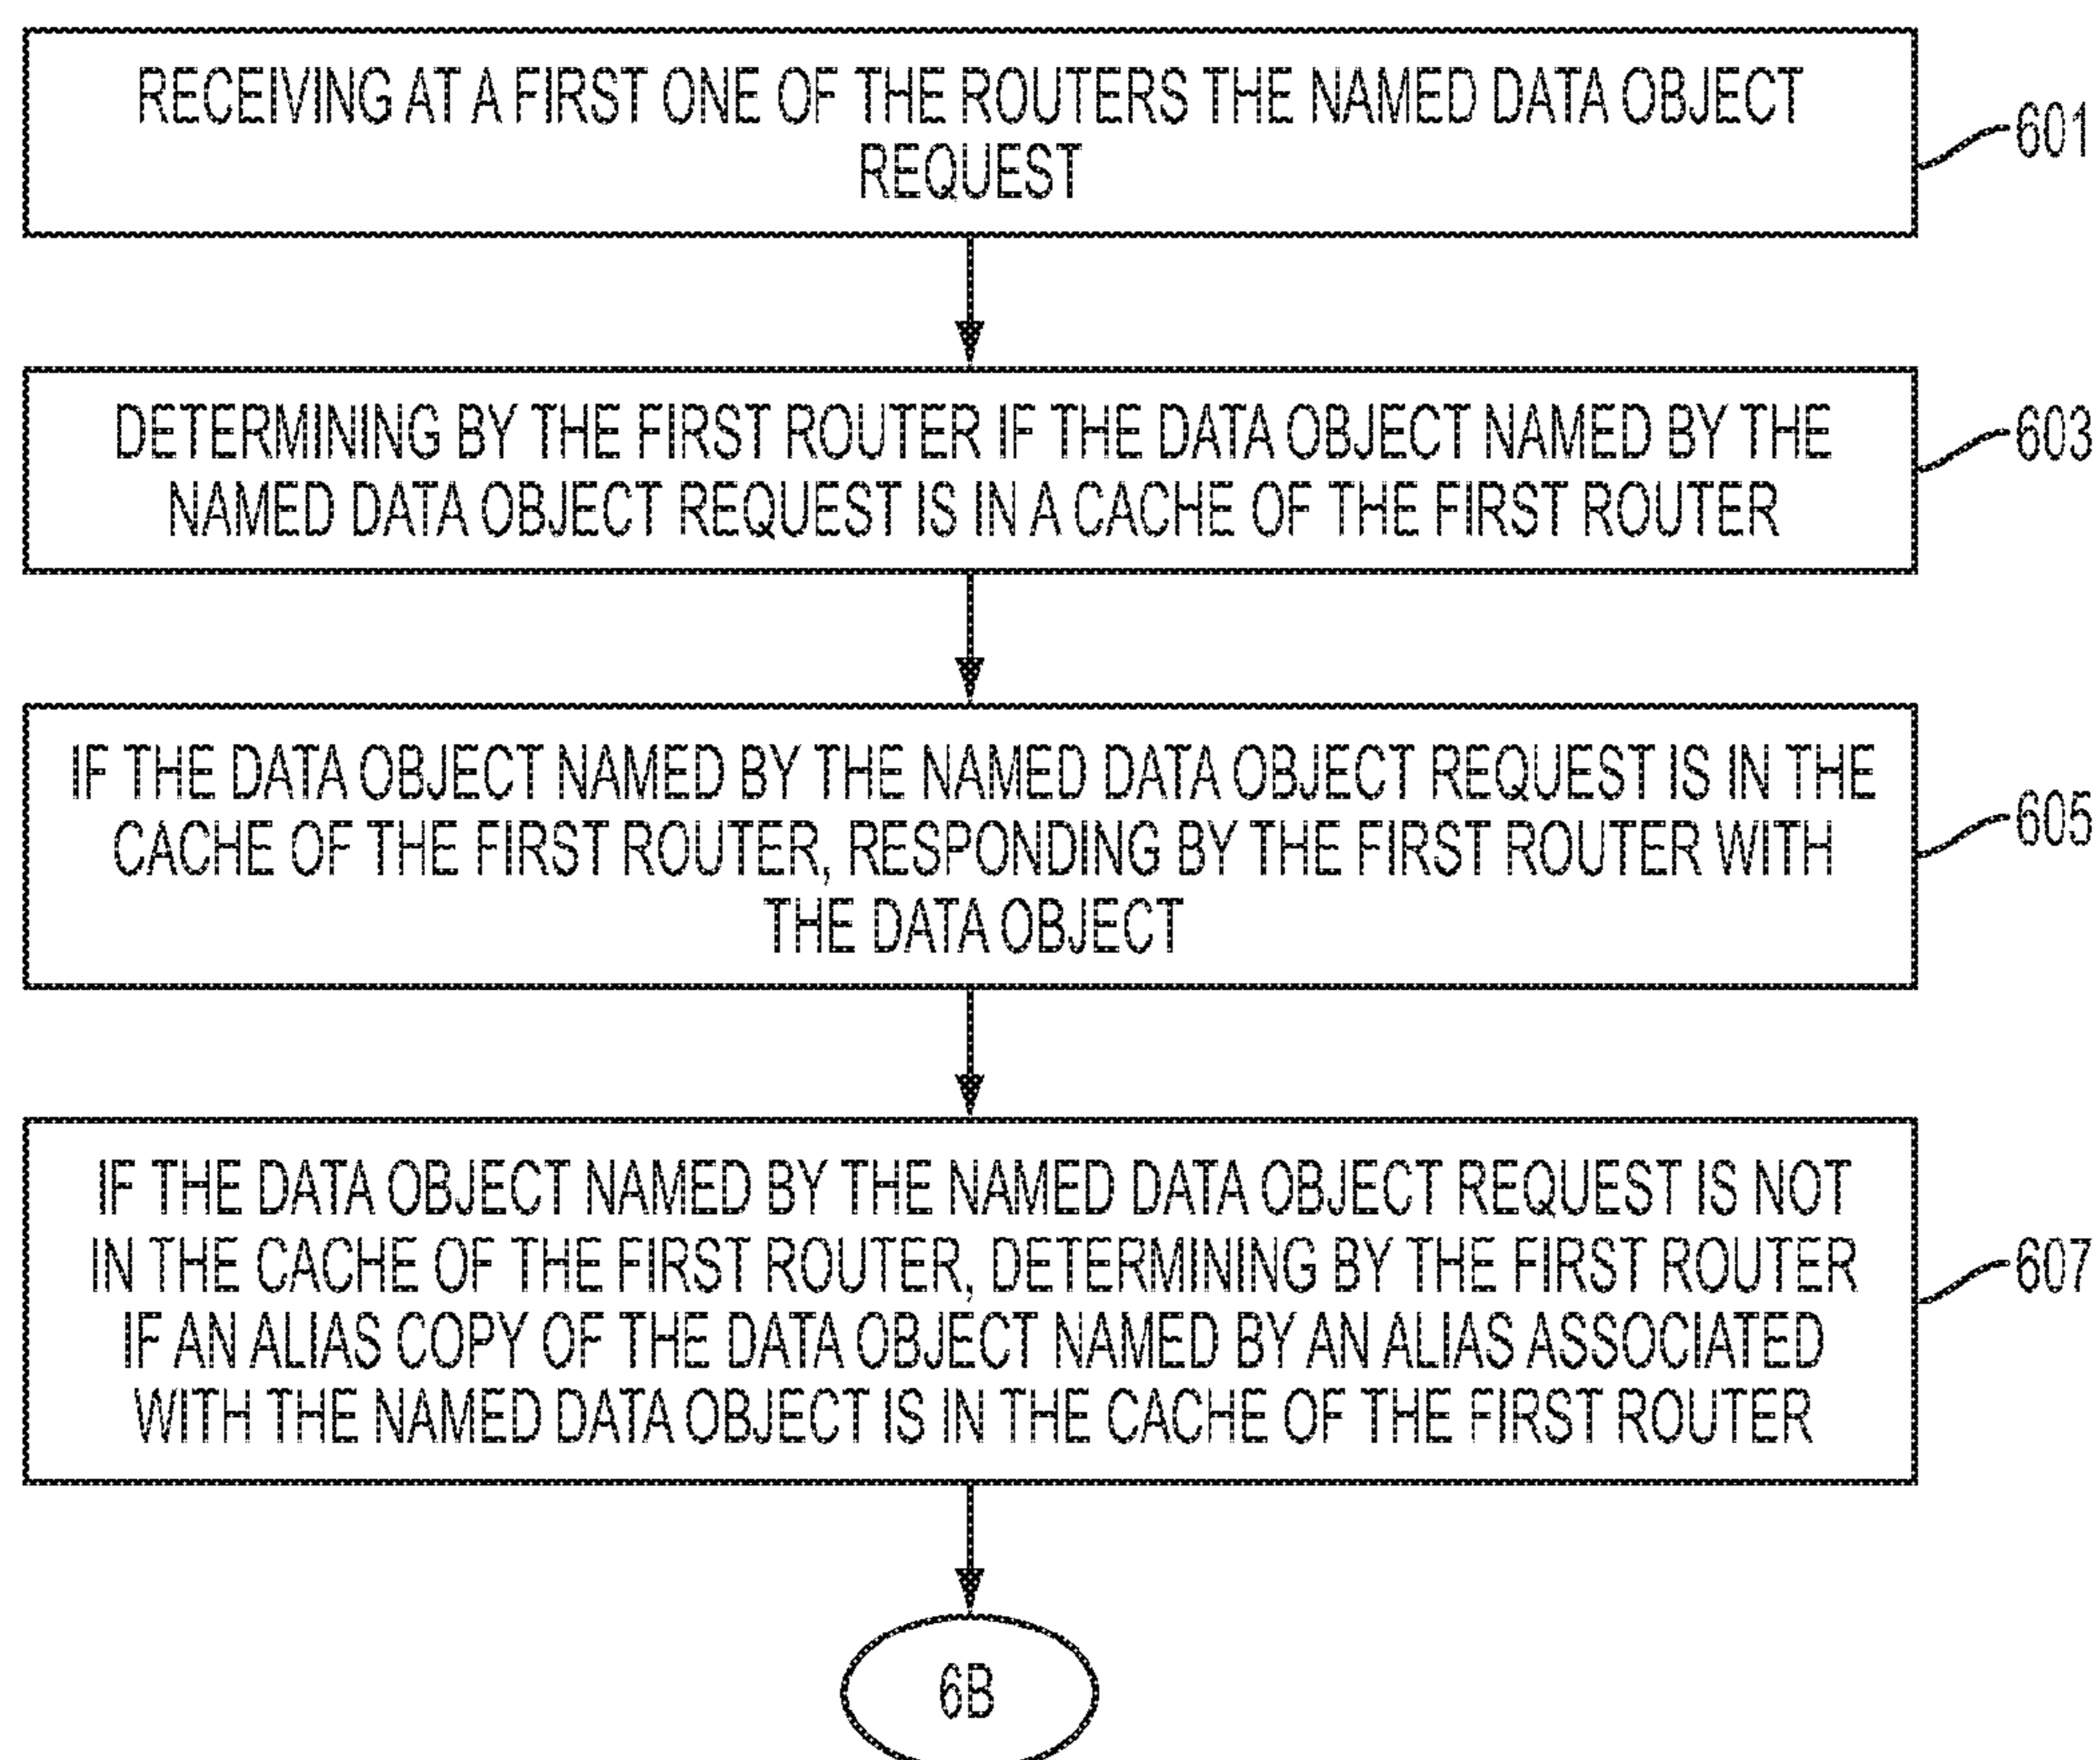 RECEIVING AT A FIRST ONE OF THE ROUTERS THE NAMED DATA OBJECT
REQUEST
601
DETERMINING BY THE FIRST ROUTER IF THE DATA OBJECT NAMED BY THE
NAMED DATA OBJECT REQUEST IS IN A CACHE OF THE FIRST ROUTER
603
IF THE DATA OBJECT NAMED BY THE NAMED DATA OBJECT REQUEST IS IN THE
CACHE OF THE FIRST ROUTER, RESPONDING BY THE FIRST ROUTER WITH
THE DATA OBJECT
605
IF THE DATA OBJECT NAMED BY THE NAMED DATA OBJECT REQUEST IS NOT
IN THE CACHE OF THE FIRST ROUTER, DETERMINING BY THE FIRST ROUTER
IF AN ALIAS COPY OF THE DATA OBJECT NAMED BY AN ALIAS ASSOCIATED
WITH THE NAMED DATA OBJECT IS IN THE CACHE OF THE FIRST ROUTER
607
6B